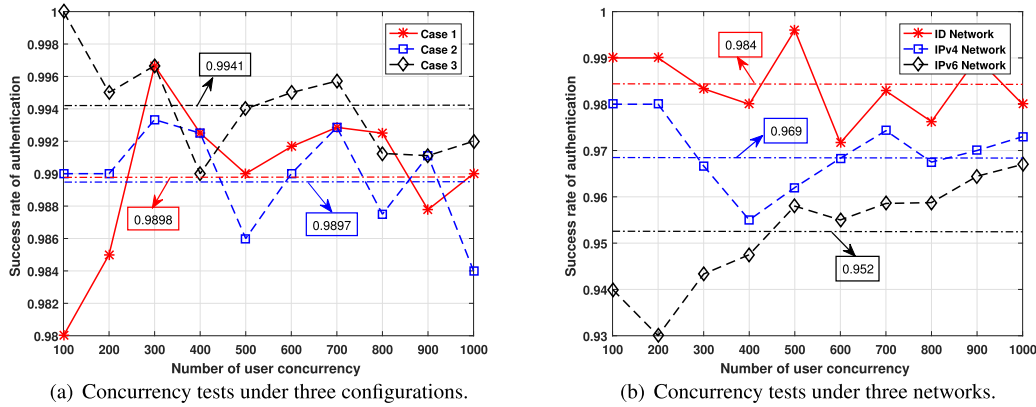 1
0.998
0.996
0.994
0.992
0.99
0.988
0.986
0.984
0.982
0.98
Success rate of authentication
100 200 300 400 500 600 700 800 900 1000
Number of user concurrency
Case 1
Case 2
Case 3
0.9941
0.9898
0.9897
(a) Concurrency tests under three configurations.
1
0.99
0.98
0.97
0.96
0.95
0.94
0.93
Success rate of authentication
100 200 300 400 500 600 700 800 900 1000
Number of user concurrency
ID Network
IPv4 Network
IPv6 Network
0.984
0.969
0.952
(b) Concurrency tests under three networks.